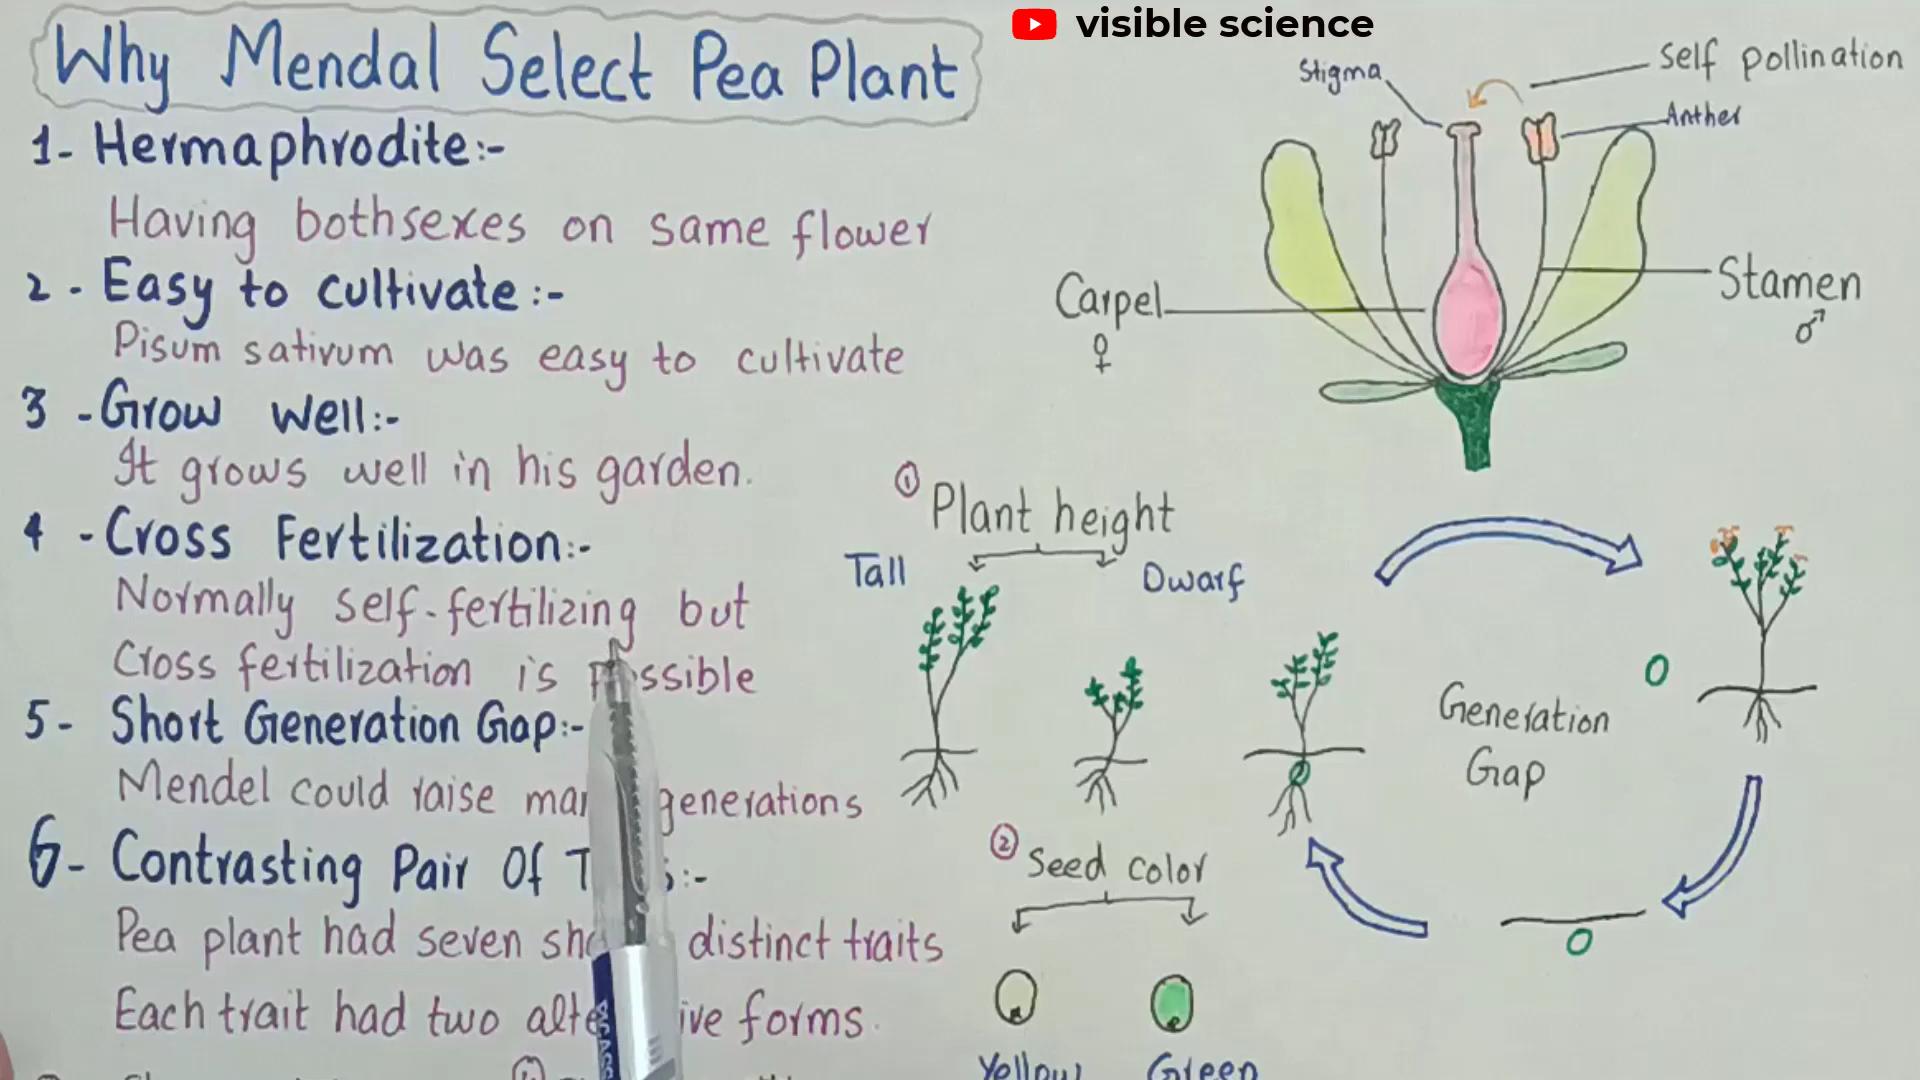 visible science
Why Mendal Select Pea Plant
1- Hermaphrodite:-
Having bothsexes on same flower
2 - Easy to cultivate:-
Pisum sativum was easy to cultivate
3 - Grow well:-
It grows well in his garden.
4 - Cross Fertilization:-
Normally self-fertilizing but
Cross fertilization is possible
5- Short Generation Gap:-
Mendel could raise generations
6- Contrasting Pair Of :-
Pea plant had seven distinct traits
Each trait had two forms.
Stigma
Self pollination
Anther
Carpel
♀
Stamen
♂
① Plant height
Tall
Dwarf
Generation
Gap
② Seed color
Yellow
Green